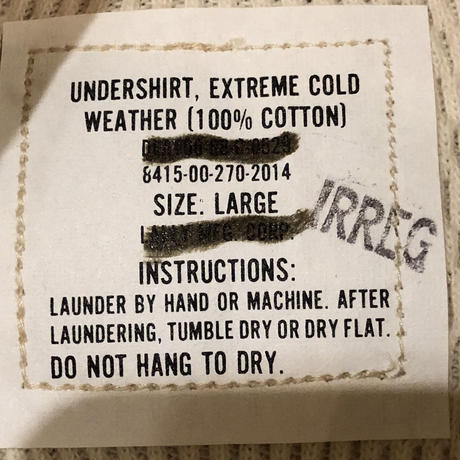 UNDERSHIRT, EXTREME COLD
WEATHER (100% COTTON)
8415-00-270-2014
SIZE. LARGE
IRREG
INSTRUCTIONS:
LAUNDER BY HAND OR MACHINE. AFTER
LAUNDERING, TUMBLE DRY OR DRY FLAT.
DO NOT HANG TO DRY.